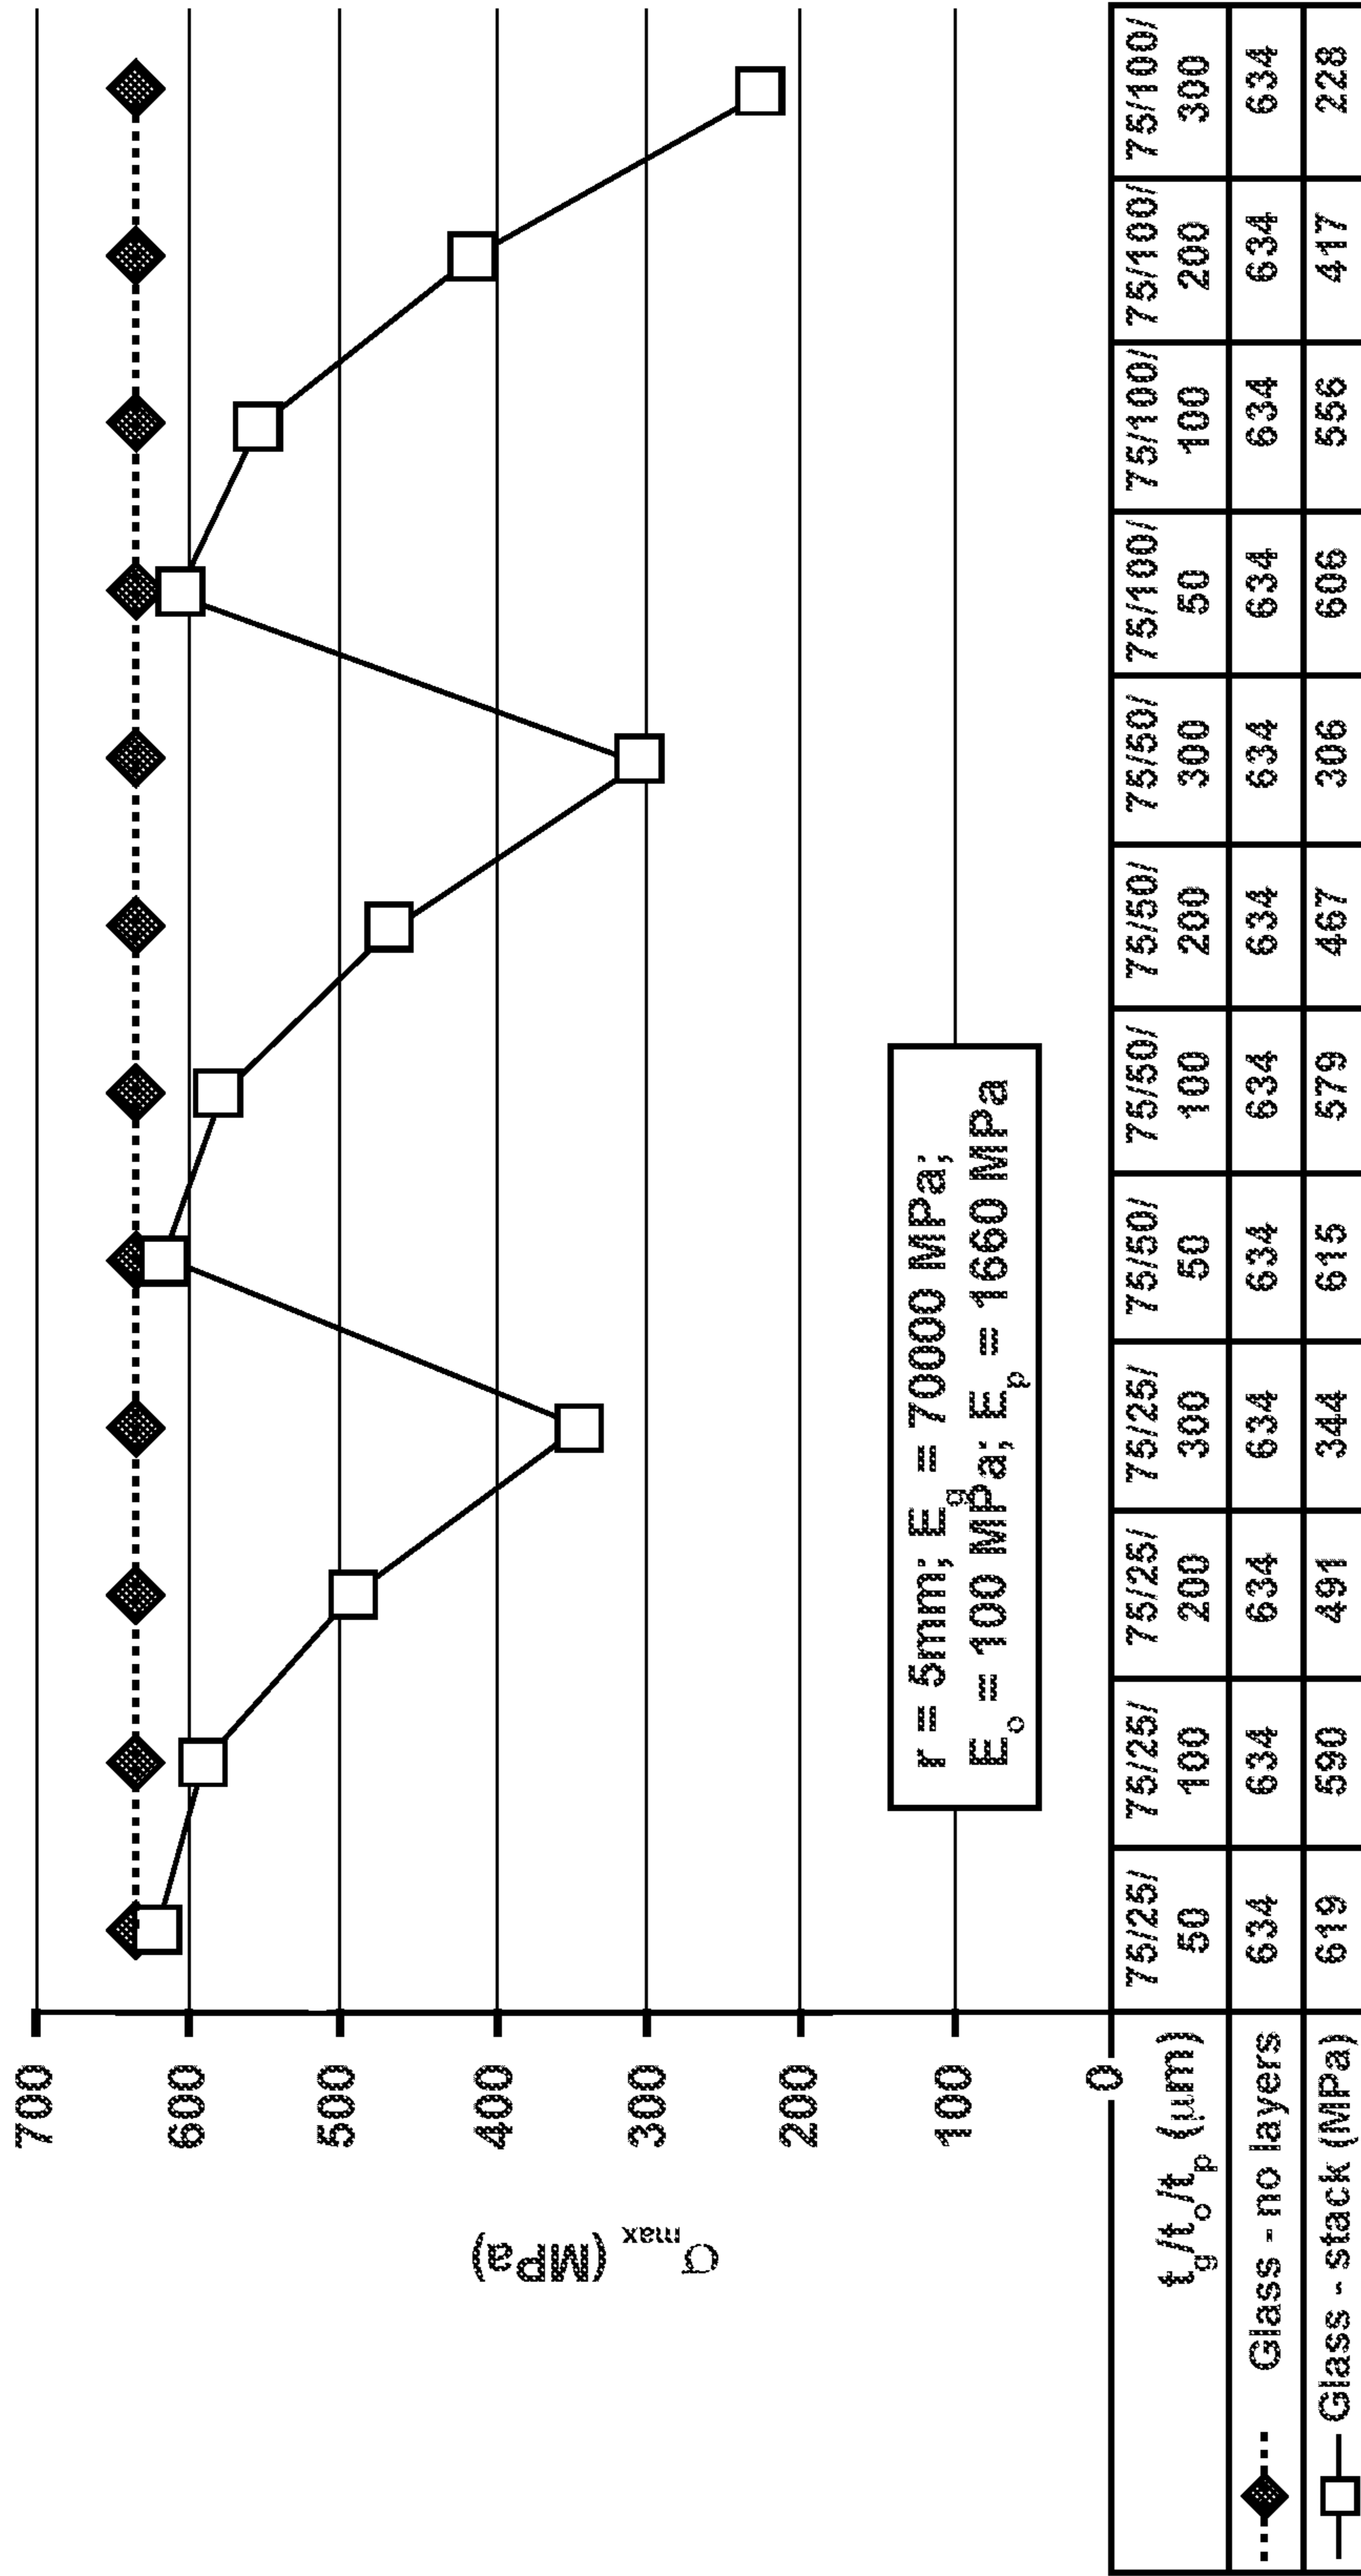 700
600
500
400
300
200
100
0
σmax (MPa)
r = 5mm; Eg = 70000 MPa;
Eo = 100 MPa; Ep = 1660 MPa
tg/to/tp (μm) 75/25/50 75/25/100 75/25/200 75/25/300 75/50/50 75/50/100 75/50/200 75/50/300 75/100/50 75/100/100 75/100/200 75/100/300
Glass - no layers 634 634 634 634 634 634 634 634 634 634 634 634
Glass - stack (MPa) 619 590 491 344 615 579 467 306 606 556 417 228